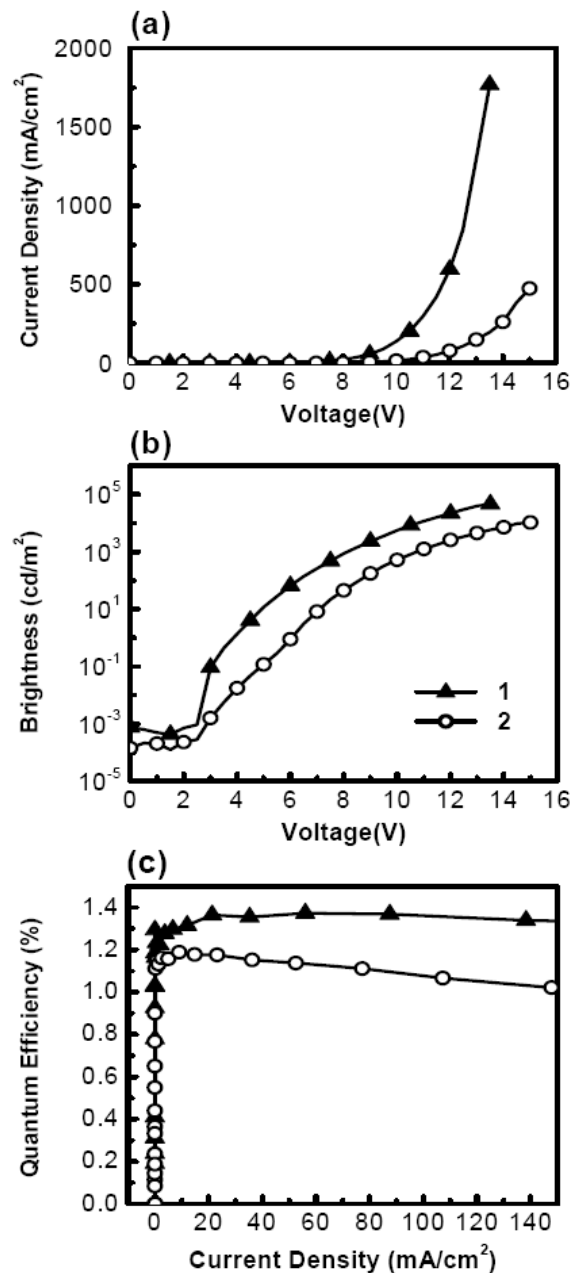 (a)
Current Density (mA/cm²)
2000
1500
1000
500
0
0 2 4 6 8 10 12 14 16
Voltage(V)
(b)
Brightness (cd/m²)
10⁵
10³
10¹
10⁻¹
10⁻³
10⁻⁵
1
2
0 2 4 6 8 10 12 14 16
Voltage(V)
(c)
Quantum Efficiency (%)
1.4
1.2
1.0
0.8
0.6
0.4
0.2
0.0
0 20 40 60 80 100 120 140
Current Density (mA/cm²)